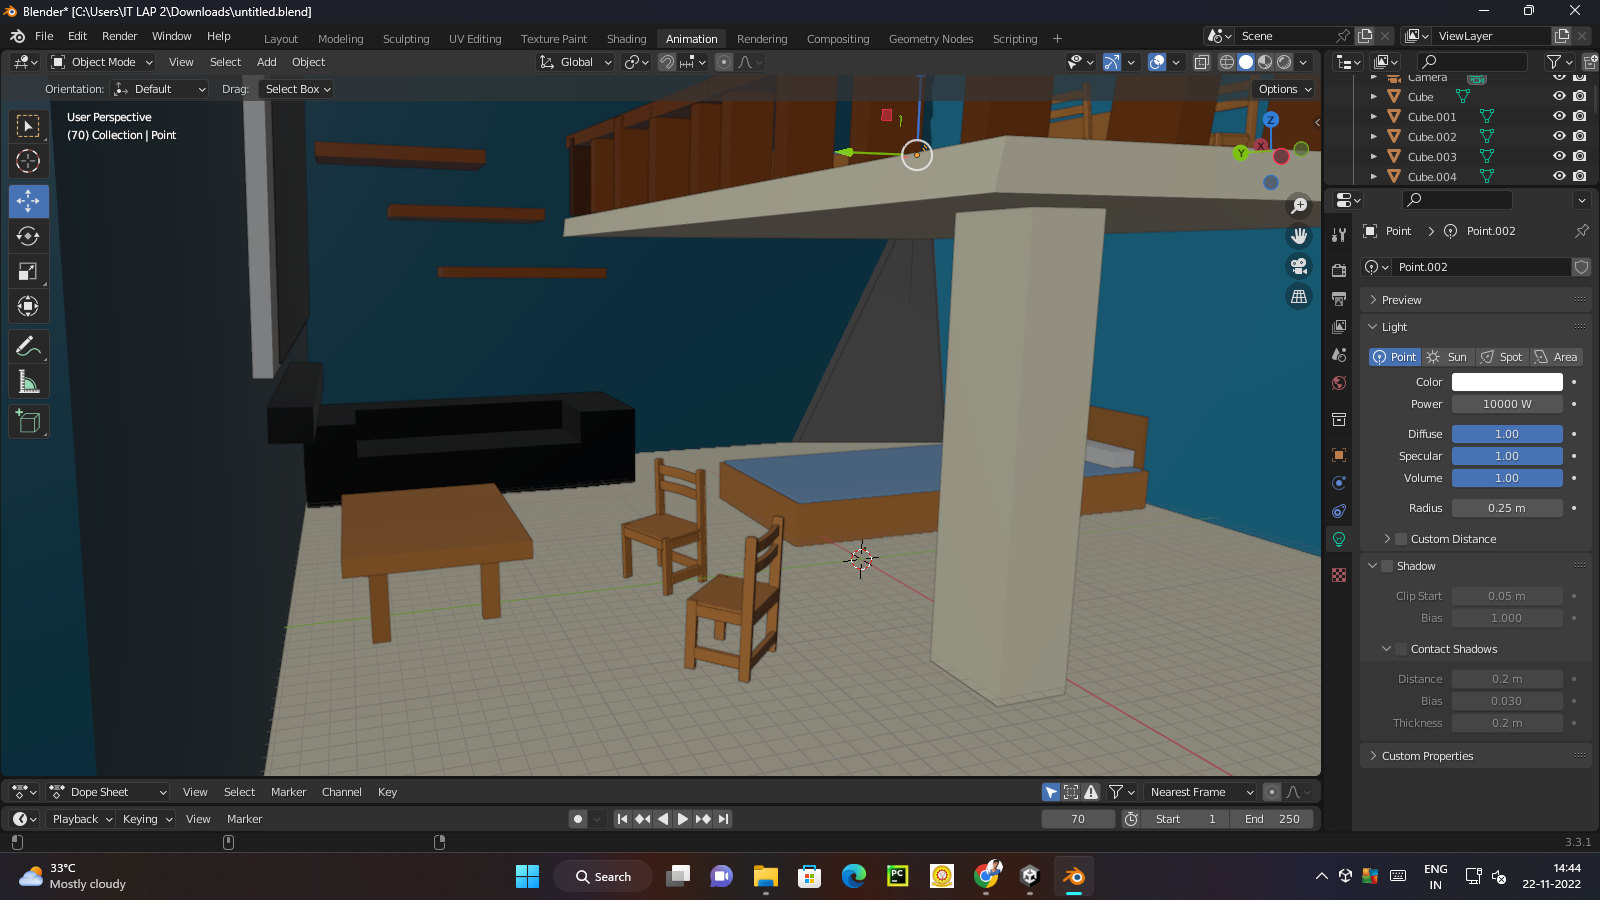 Blender* [C:\Users\IT LAP 2\Downloads\untitled.blend]
File Edit Render Window Help Layout Modeling Sculpting UV Editing Texture Paint Shading Animation Rendering Compositing Geometry Nodes Scripting + Scene ViewLayer
Object Mode View Select Add Object Global
Orientation: Default Drag: Select Box Options
User Perspective
(70) Collection | Point
Z
Y
X
Camera
Cube
Cube.001
Cube.002
Cube.003
Cube.004
Point > Point.002
Point.002
Preview
Light
Point Sun Spot Area
Color
Power 10000 W
Diffuse 1.00
Specular 1.00
Volume 1.00
Radius 0.25 m
Custom Distance
Shadow
Clip Start 0.05 m
Bias 1.000
Contact Shadows
Distance 0.2 m
Bias 0.030
Thickness 0.2 m
Custom Properties
Dope Sheet View Select Marker Channel Key Nearest Frame
Playback Keying View Marker 70 Start 1 End 250
3.3.1
33°C
Mostly cloudy
Search
PC
ENG
IN
14:44
22-11-2022